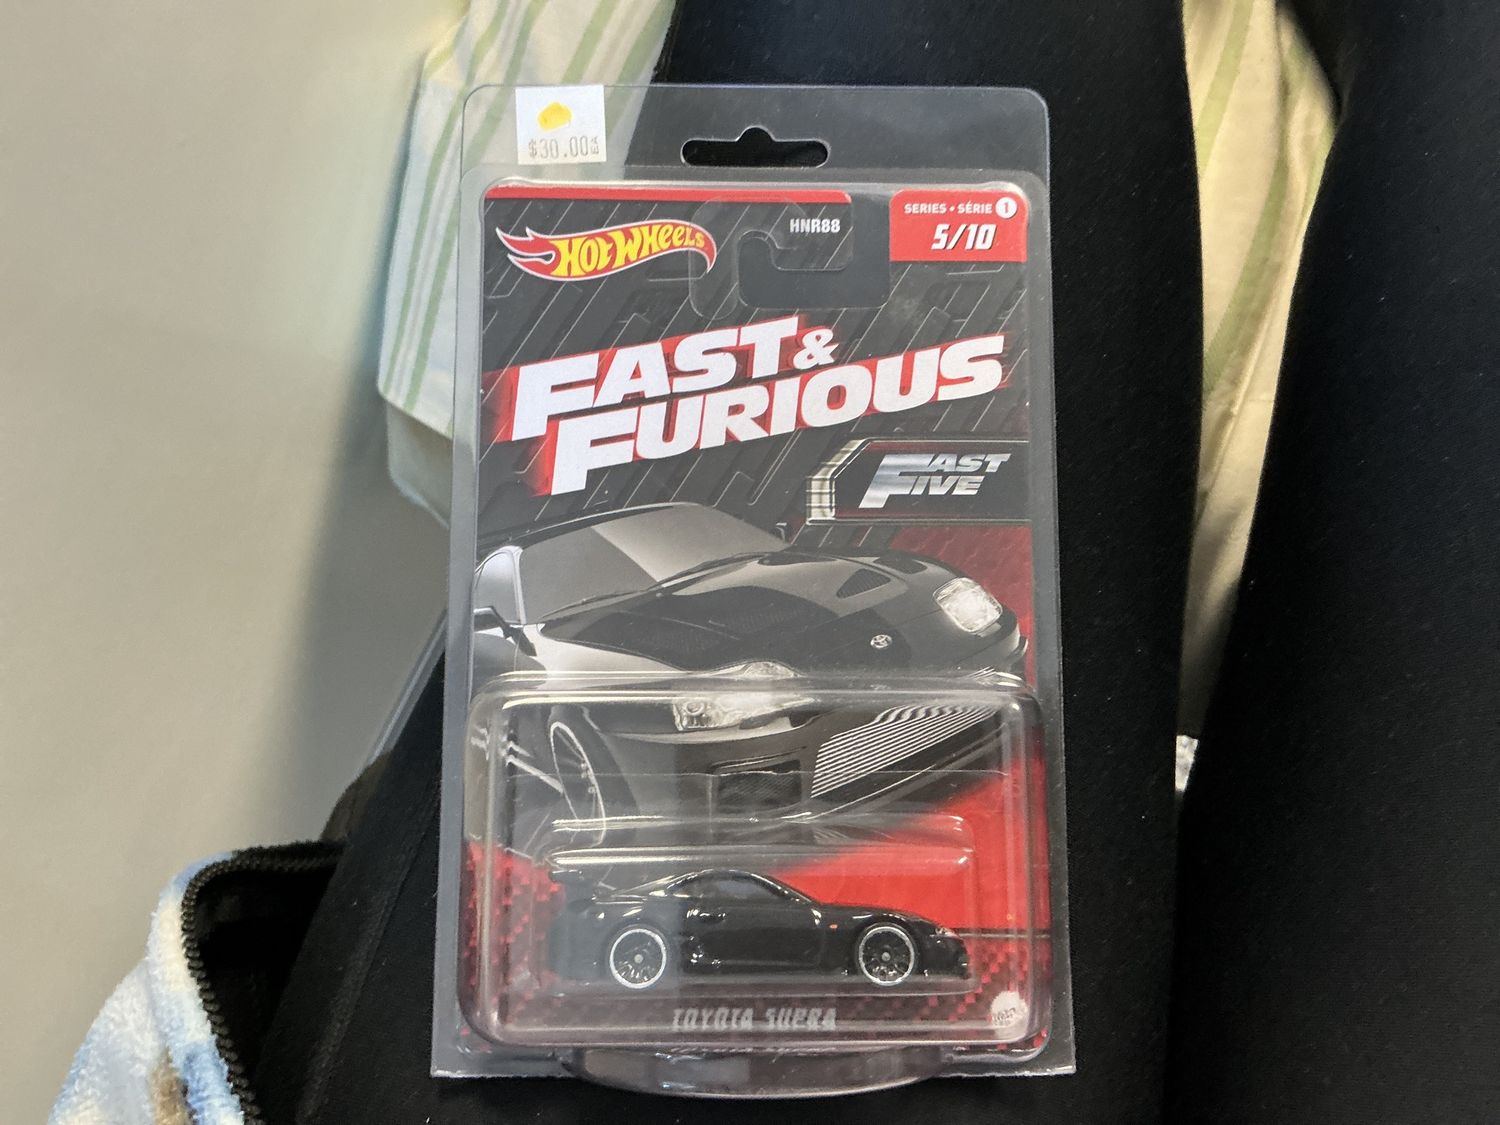 $30.00
HOT WHEELS
HNR88
SERIES • SÉRIE 1
5/10
FAST &
FURIOUS
FAST
FIVE
TOYOTA SUPRA